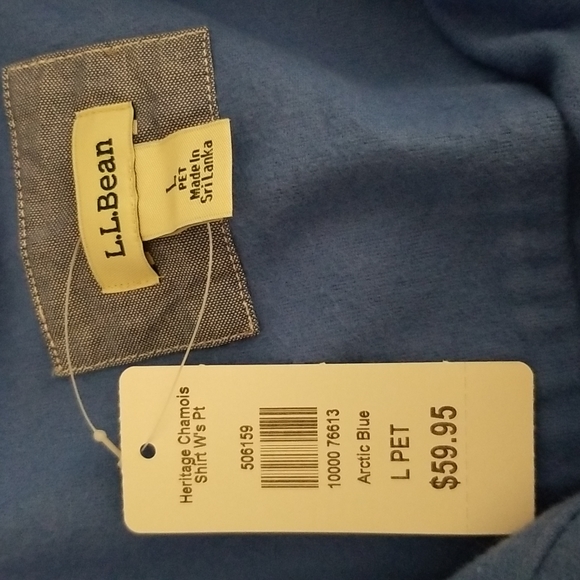 L.L.Bean
L
PET
Made In
Sri Lanka
Heritage Chamois
Shirt W's Pt
506159
10000 76613
Arctic Blue
L PET
$59.95